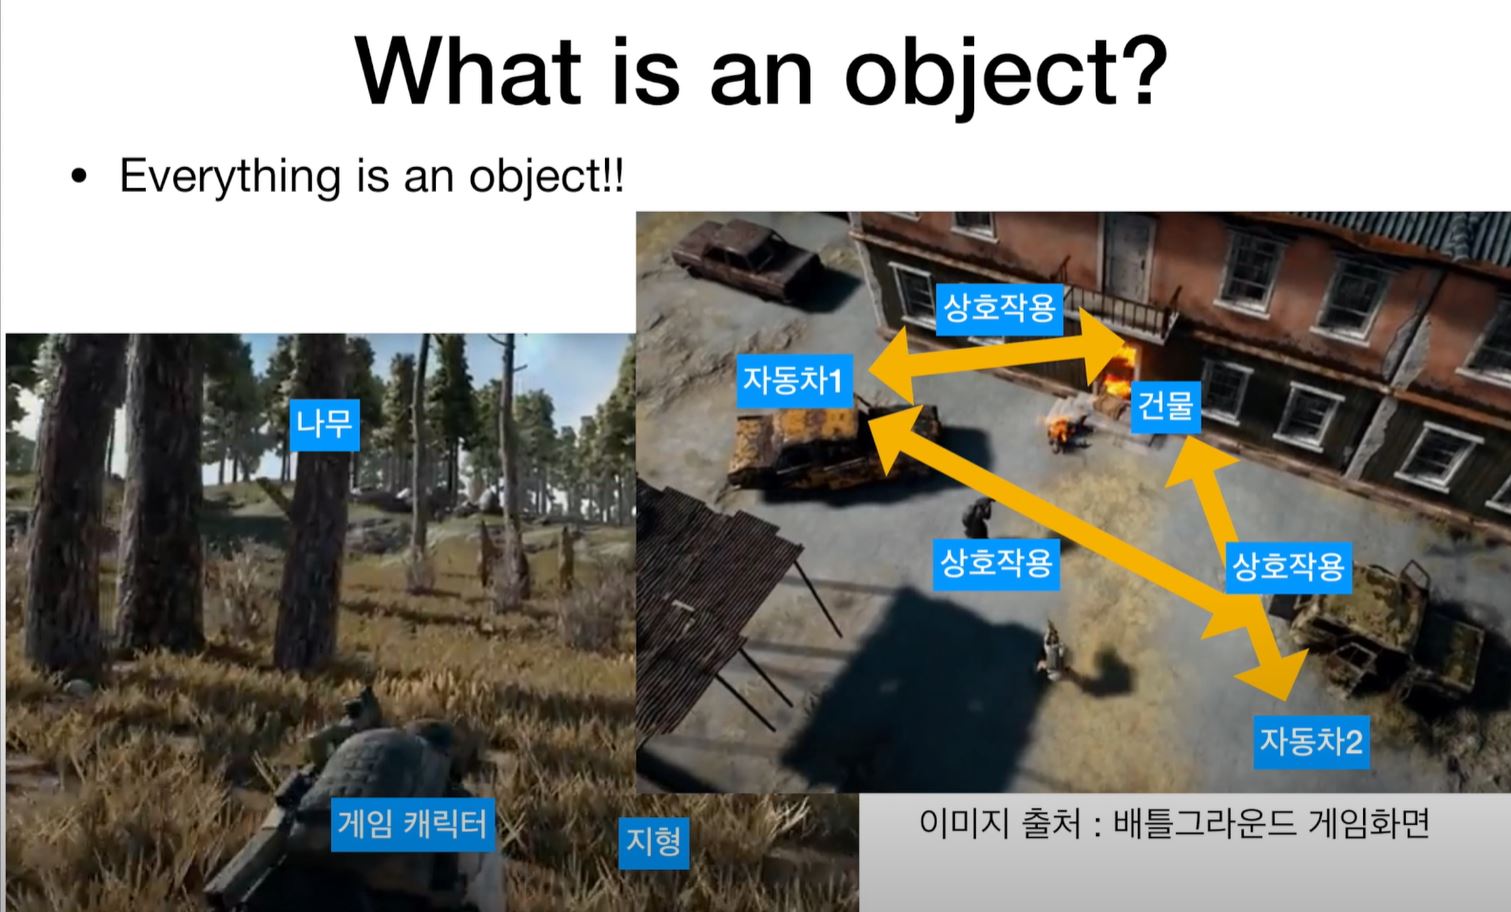 What is an object?
• Everything is an object!!
상호작용
자동차1
건물
나무
상호작용
상호작용
자동차2
게임 캐릭터
지형
이미지 출처 : 배틀그라운드 게임화면